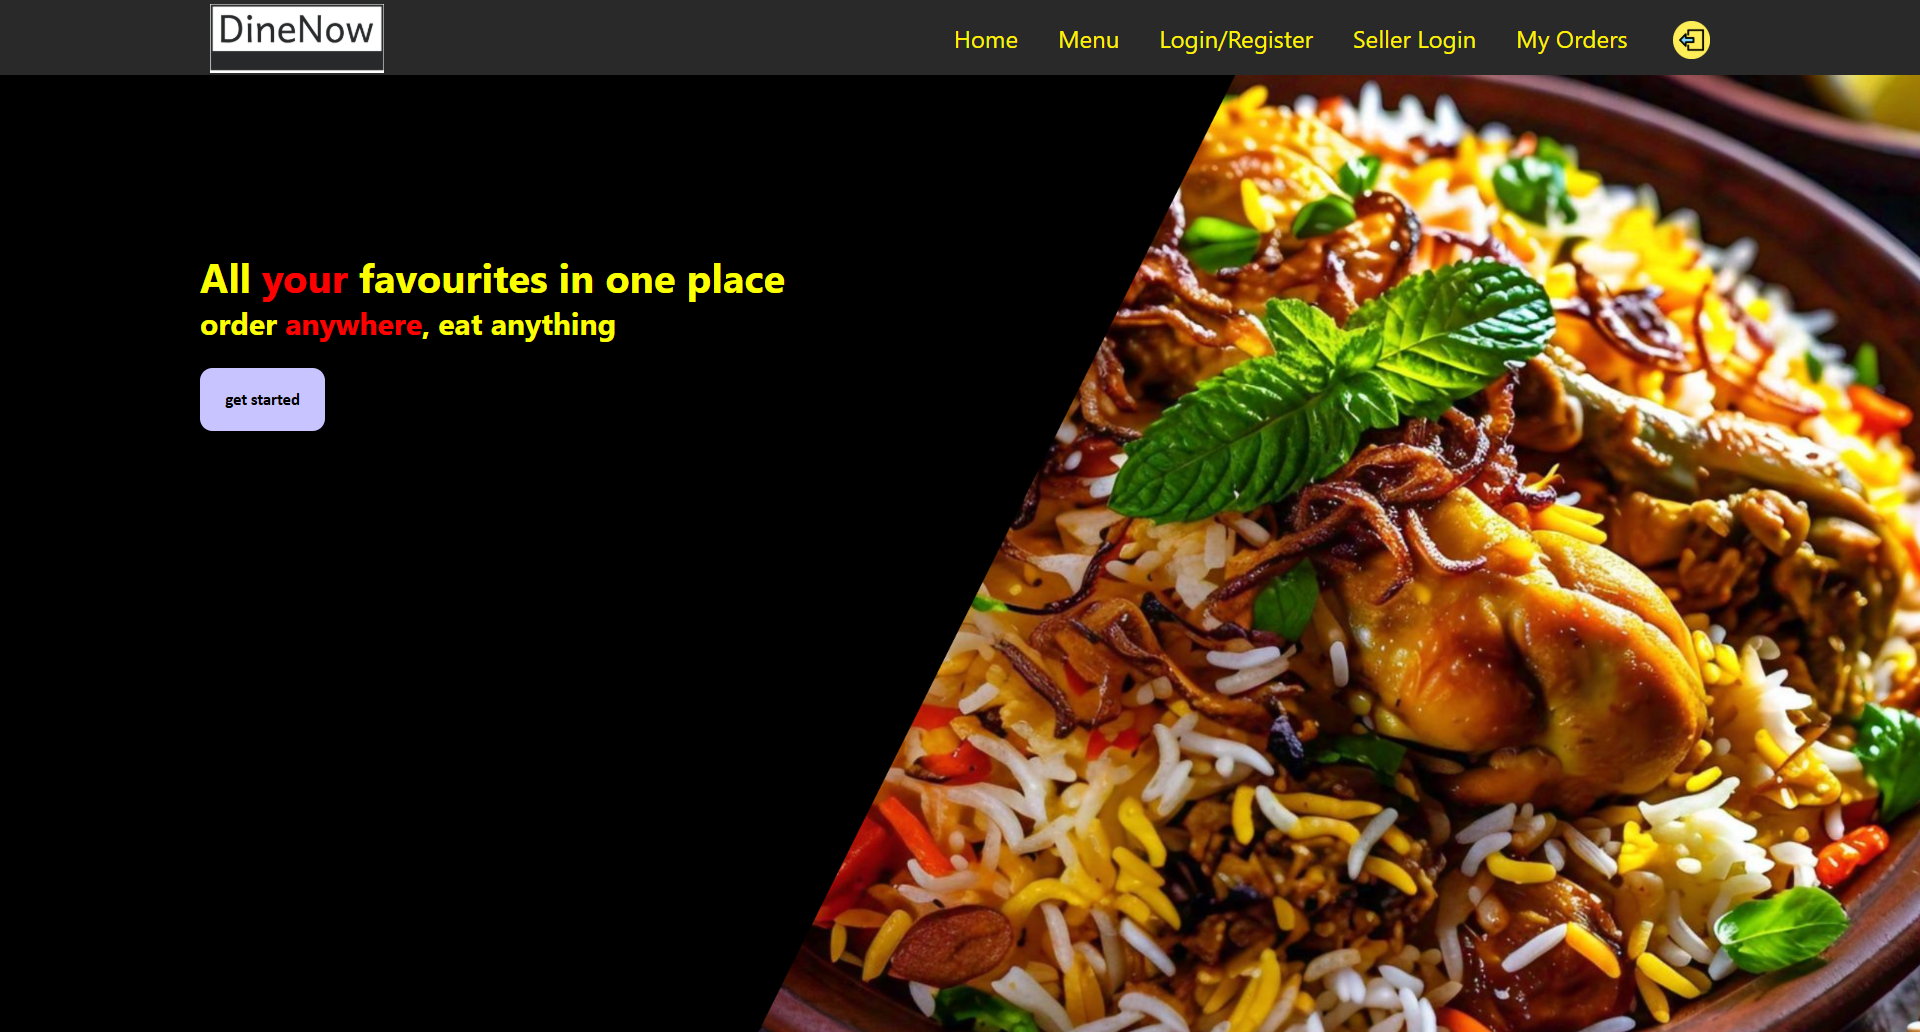 DineNow
Home Menu Login/Register Seller Login My Orders
All your favourites in one place
order anywhere, eat anything
get started